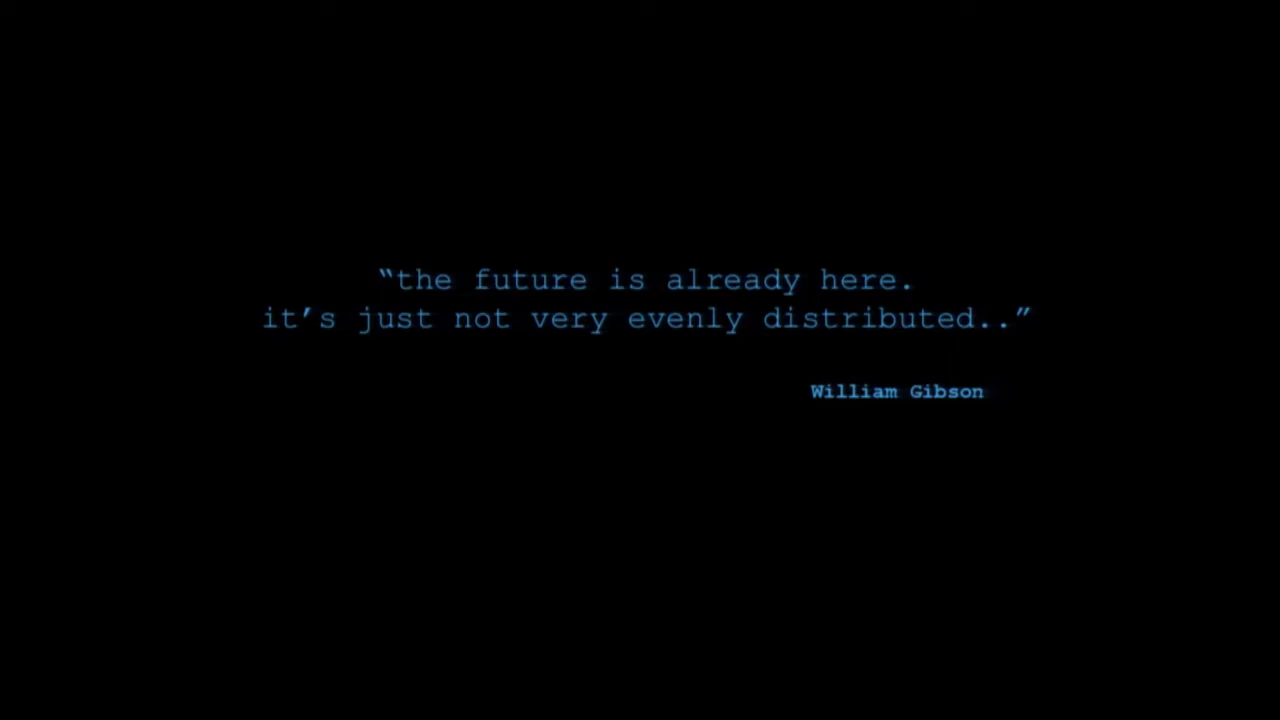 “the future is already here.
it’s just not very evenly distributed..”
William Gibson